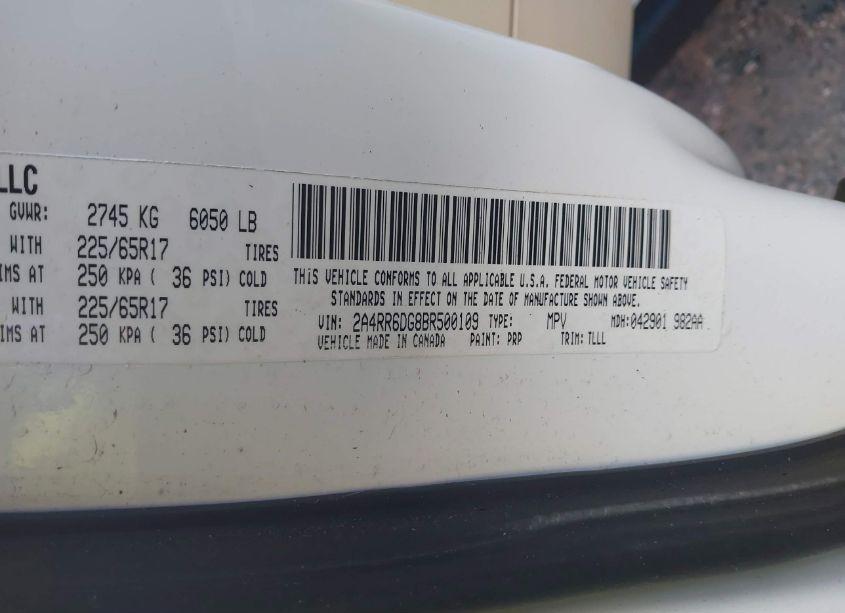 LLC
GVWR: 2745 KG 6050 LB
WITH 225/65R17 TIRES
IMS AT 250 KPA ( 36 PSI) COLD
WITH 225/65R17 TIRES
IMS AT 250 KPA ( 36 PSI) COLD
THIS VEHICLE CONFORMS TO ALL APPLICABLE U.S.A. FEDERAL MOTOR VEHICLE SAFETY
STANDARDS IN EFFECT ON THE DATE OF MANUFACTURE SHOWN ABOVE.
VIN: 2A4RR6DG8BR500109 TYPE: MPV MDH:042901 982AA
VEHICLE MADE IN CANADA PAINT: PRP TRIM: TLLL